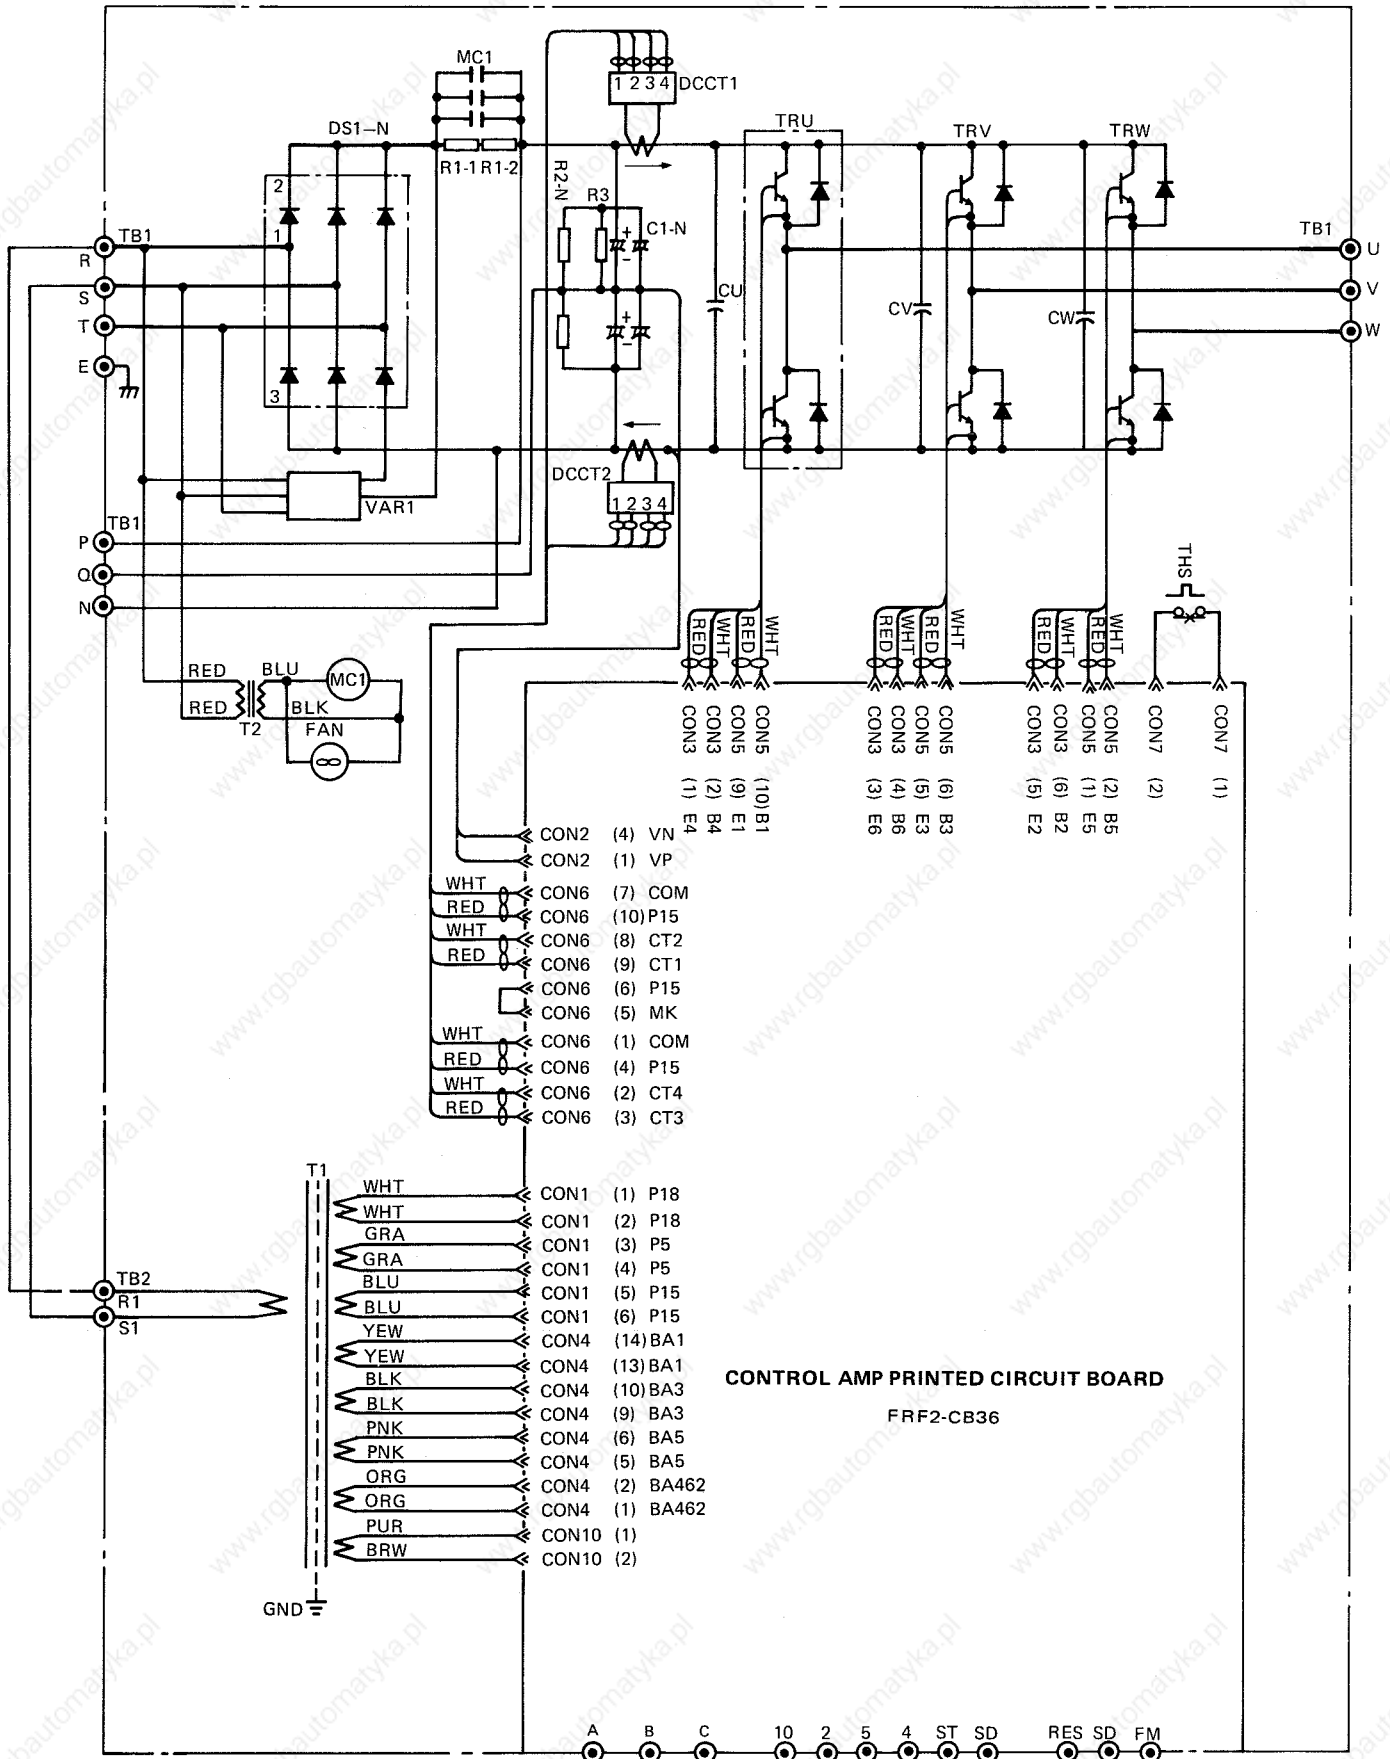 MC1
1 2 3 4 DCCT1
DS1-N
R1-1 R1-2
TRU
TRV
TRW
R2-N
R3
C1-N
+
-
+
-
2
1
3
TB1
R
S
T
E
TB1
U
V
W
CU
CV
CW
DCCT2
1 2 3 4
VAR1
TB1
P
Q
N
THS
RED
WHT
RED
WHT
RED
WHT
RED
WHT
RED
WHT
RED
WHT
RED BLU
MC1
RED BLK
T2
FAN
CON3 (1) E4
CON3 (2) B4
CON5 (9) E1
CON5 (10) B1
CON3 (3) E6
CON3 (4) B6
CON5 (5) E3
CON5 (6) B3
CON3 (5) E2
CON3 (6) B2
CON5 (1) E5
CON5 (2) B5
CON7 (2)
CON7 (1)
CON2 (4) VN
CON2 (1) VP
WHT CON6 (7) COM
RED CON6 (10) P15
WHT CON6 (8) CT2
RED CON6 (9) CT1
CON6 (6) P15
CON6 (5) MK
WHT CON6 (1) COM
RED CON6 (4) P15
WHT CON6 (2) CT4
RED CON6 (3) CT3
T1
WHT CON1 (1) P18
WHT CON1 (2) P18
GRA CON1 (3) P5
GRA CON1 (4) P5
BLU CON1 (5) P15
BLU CON1 (6) P15
YEW CON4 (14) BA1
YEW CON4 (13) BA1
BLK CON4 (10) BA3
BLK CON4 (9) BA3
PNK CON4 (6) BA5
PNK CON4 (5) BA5
ORG CON4 (2) BA462
ORG CON4 (1) BA462
PUR CON10 (1)
BRW CON10 (2)
TB2
R1
S1
GND
CONTROL AMP PRINTED CIRCUIT BOARD
FRF2-CB36
A B C 10 2 5 4 ST SD RES SD FM
www.rgbautomatyka.pl